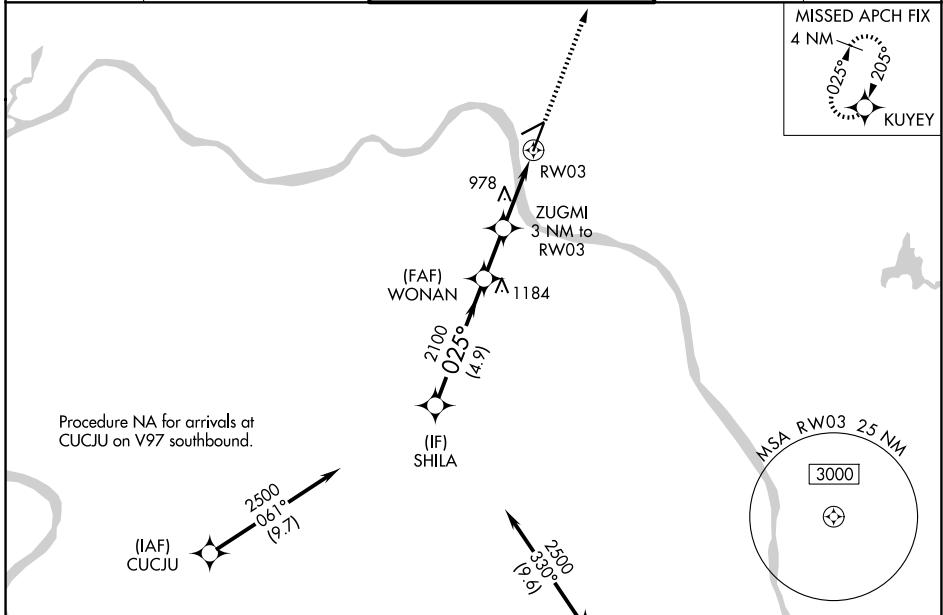 MISSED APCH FIX
4 NM
025°
205°
KUYEY
RW03
978
ZUGMI
3 NM to
RW03
(FAF)
WONAN
1184
2100
025°
(4.9)
Procedure NA for arrivals at
CUCJU on V97 southbound.
(IF)
SHILA
MSA RW03 25 NM
3000
2500
061°
(9.7)
(IAF)
CUCJU
2500
330°
(9.6)